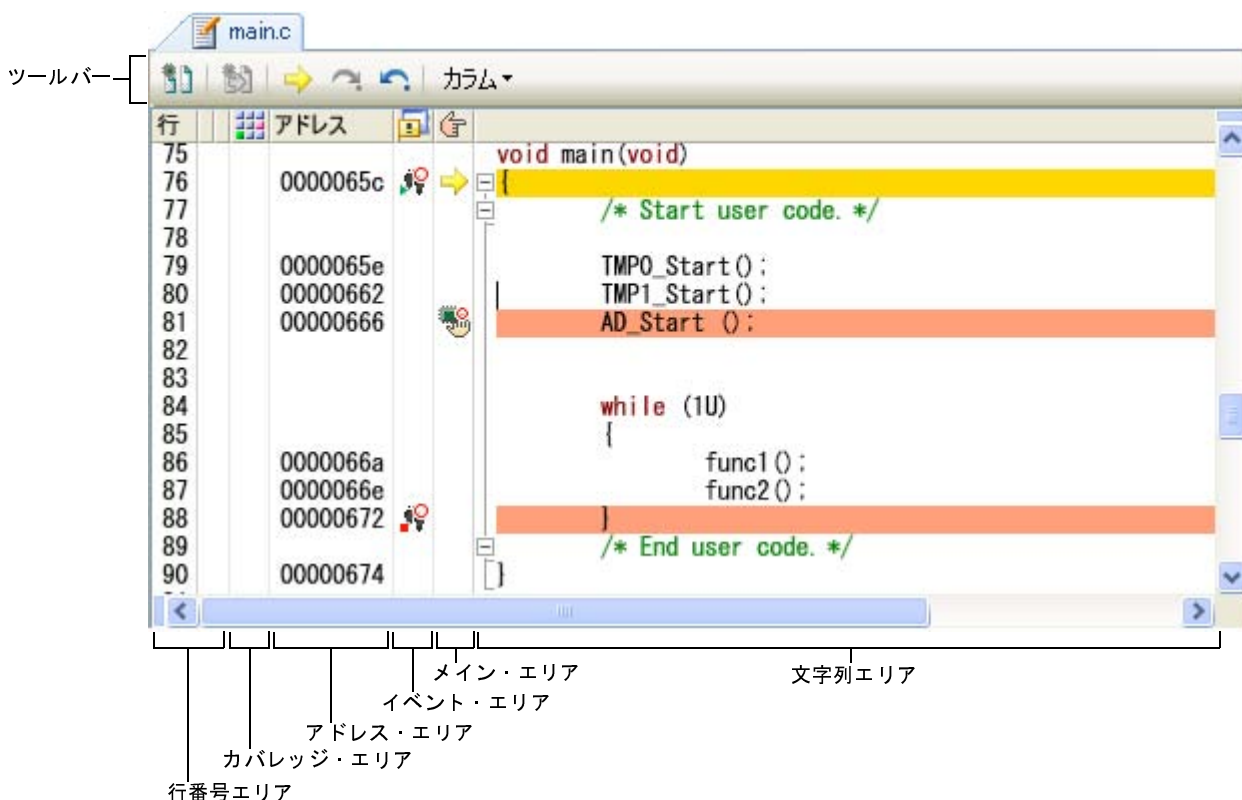 main.c
ツールバー
カラム
行 アドレス
75 void main(void)
76 0000065c {
77 /* Start user code. */
78
79 0000065e TMP0_Start();
80 00000662 TMP1_Start();
81 00000666 AD_Start ();
82
83
84 while (1U)
85 {
86 0000066a func1();
87 0000066e func2();
88 00000672 }
89 /* End user code. */
90 00000674 }
メイン・エリア
文字列エリア
イベント・エリア
アドレス・エリア
カバレッジ・エリア
行番号エリア